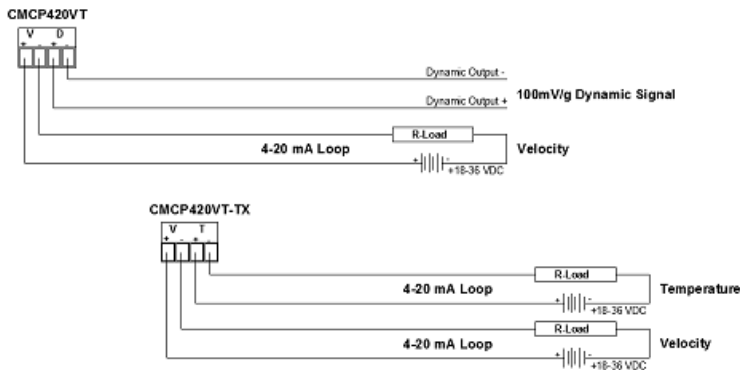 CMCP420VT
V D
+ - + -
Dynamic Output -
100mV/g Dynamic Signal
Dynamic Output +
R-Load
4-20 mA Loop
Velocity
+ -
+18-36 VDC
CMCP420VT-TX
V T
+ - + -
R-Load
4-20 mA Loop
Temperature
+ -
+18-36 VDC
R-Load
4-20 mA Loop
Velocity
+ -
+18-36 VDC